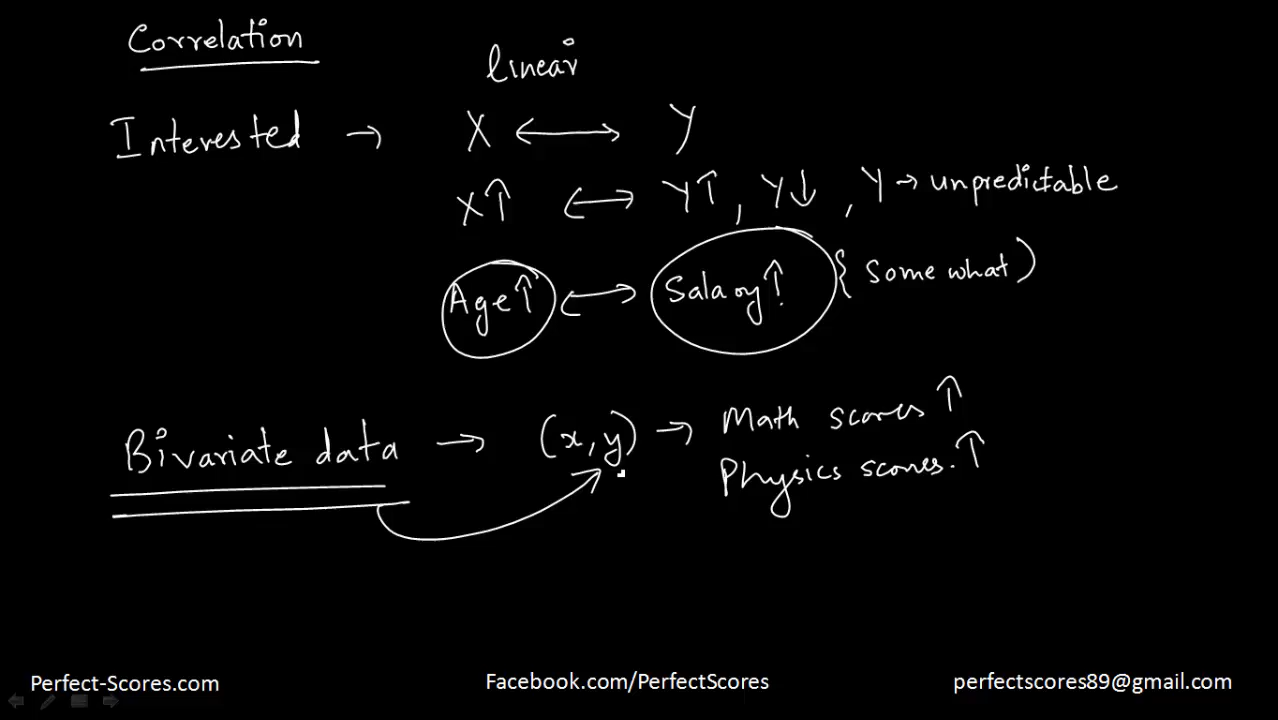 Correlation
linear
Interested → X ↔ Y
X↑ ↔ Y↑, Y↓, Y → unpredictable
Age↑ ↔ Salary↑ {Some what)
Bivariate data → (x, y) → Math scores ↑
Physics scores. ↑
Perfect-Scores.com Facebook.com/PerfectScores perfectscores89@gmail.com